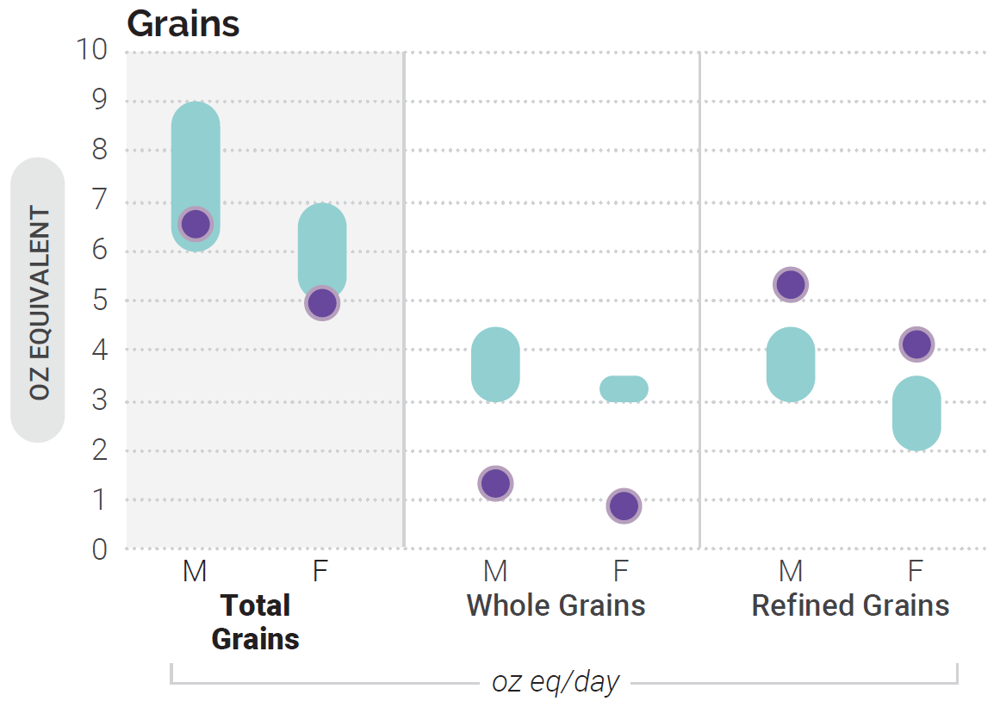 Grains
10
9
8
7
6
5
4
3
2
1
0
OZ EQUIVALENT
M F M F M F
Total Grains
Whole Grains
Refined Grains
oz eq/day